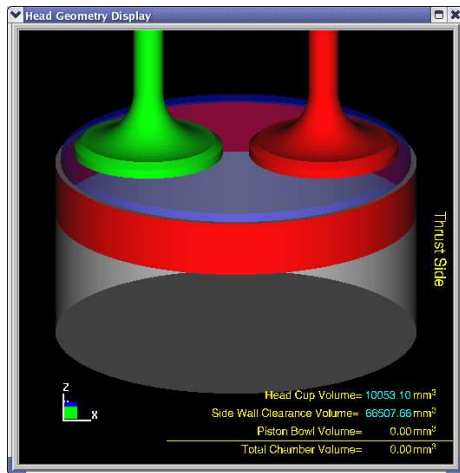 Head Geometry Display
Thrust Side
Z
X
Head Cup Volume= 10053.10 mm³
Side Wall Clearance Volume= 66507.66 mm³
Piston Bowl Volume= 0.00 mm³
Total Chamber Volume= 0.00 mm³